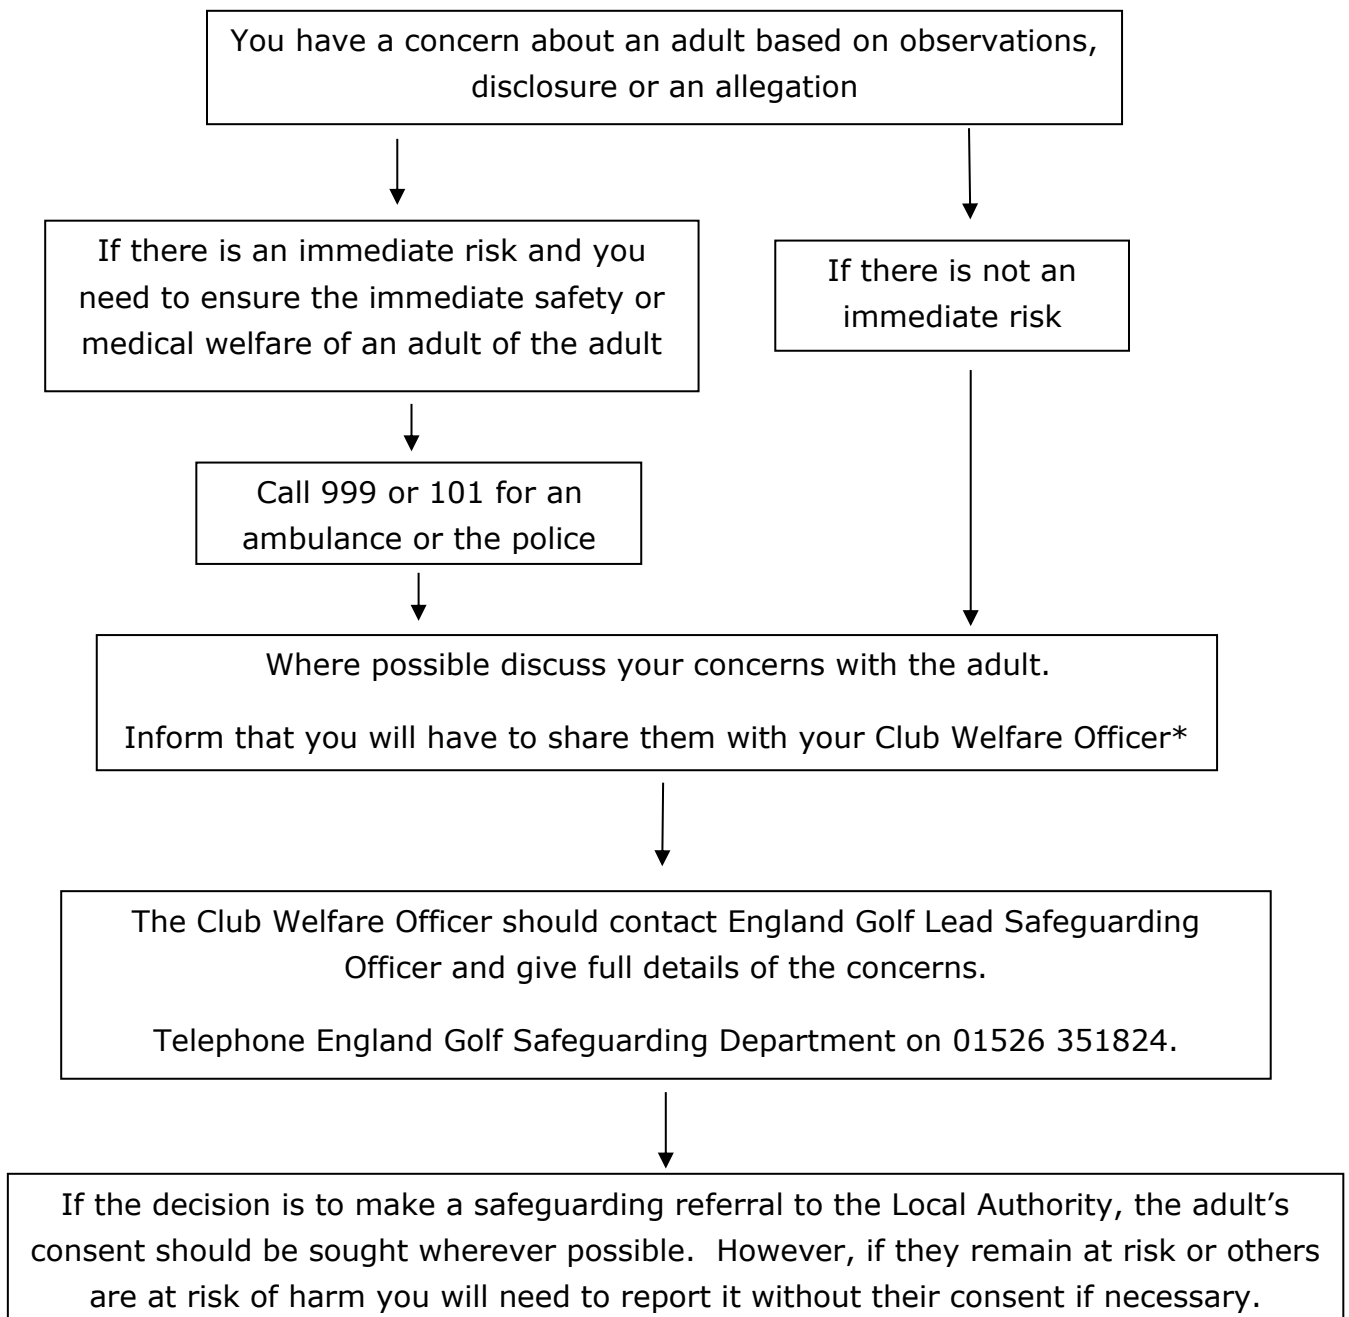 You have a concern about an adult based on observations,
disclosure or an allegation
If there is an immediate risk and you
need to ensure the immediate safety or
medical welfare of an adult of the adult
If there is not an
immediate risk
Call 999 or 101 for an
ambulance or the police
Where possible discuss your concerns with the adult.
Inform that you will have to share them with your Club Welfare Officer*
The Club Welfare Officer should contact England Golf Lead Safeguarding
Officer and give full details of the concerns.
Telephone England Golf Safeguarding Department on 01526 351824.
If the decision is to make a safeguarding referral to the Local Authority, the adult’s
consent should be sought wherever possible.  However, if they remain at risk or others
are at risk of harm you will need to report it without their consent if necessary.